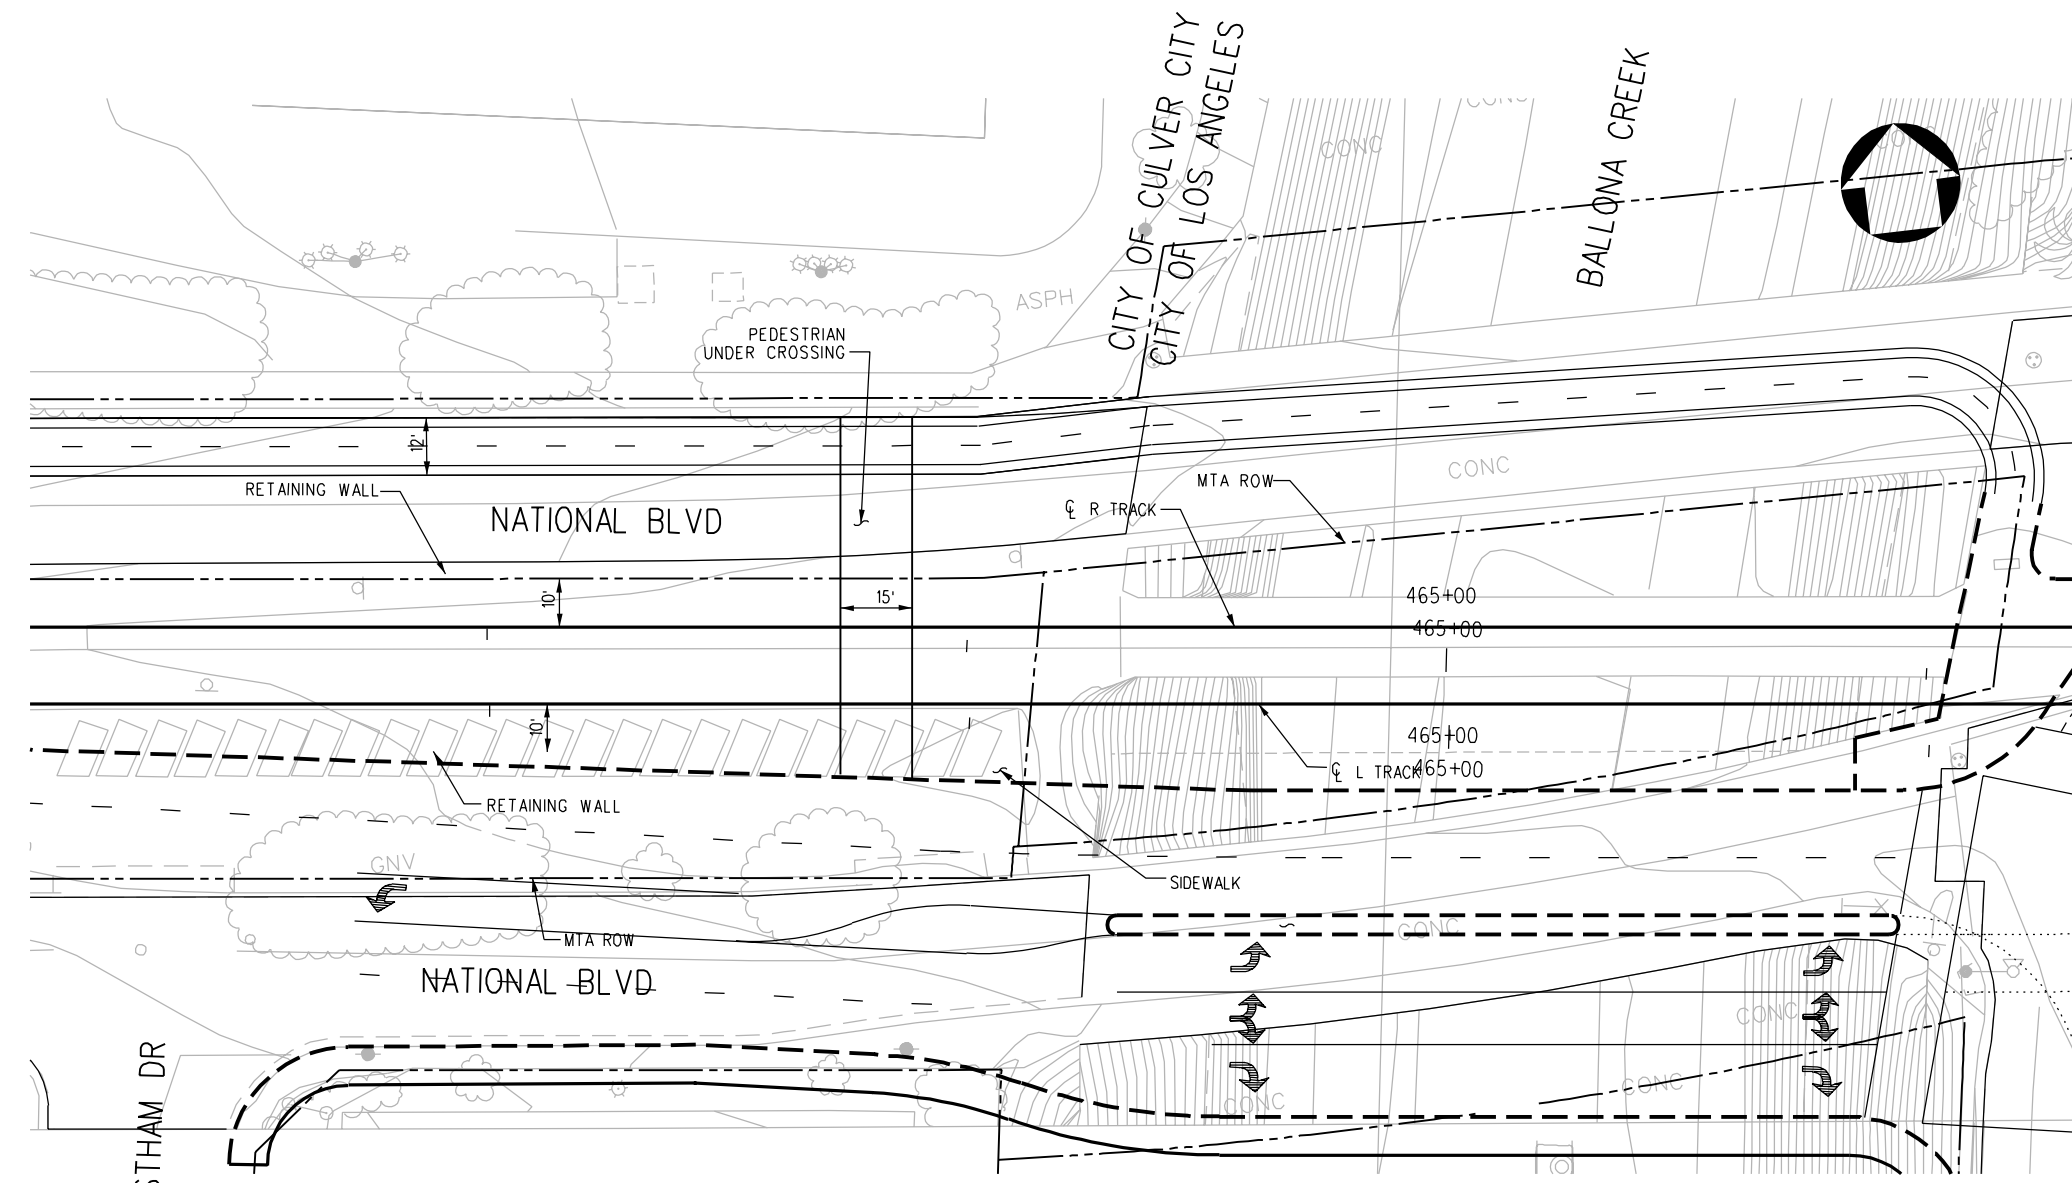 CITY OF CULVER CITY
CITY OF LOS ANGELES
BALLONA CREEK
CONC
CONC
ASPH
PEDESTRIAN
UNDER CROSSING
12'
RETAINING WALL
NATIONAL BLVD
MTA ROW
CONC
℄ R TRACK
10'
15'
465+00
465+00
10'
465+00
℄ L TRACK
465+00
RETAINING WALL
GNV
SIDEWALK
MTA ROW
CONC
NATIONAL BLVD
CONC
CONC
CONC
STHAM DR